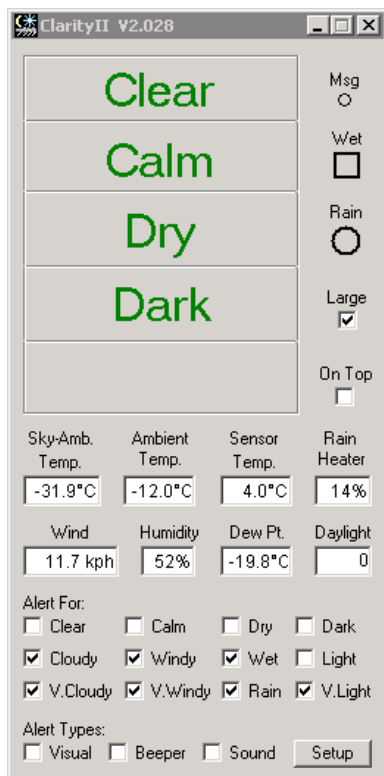 ClarityII V2.028
Clear
Msg
Calm
Wet
Dry
Rain
Dark
Large
On Top
Sky-Amb. Ambient Sensor Rain
Temp. Temp. Temp. Heater
-31.9°C -12.0°C 4.0°C 14%
Wind Humidity Dew Pt. Daylight
11.7 kph 52% -19.8°C 0
Alert For:
Clear Calm Dry Dark
Cloudy Windy Wet Light
V.Cloudy V.Windy Rain V.Light
Alert Types:
Visual Beeper Sound Setup